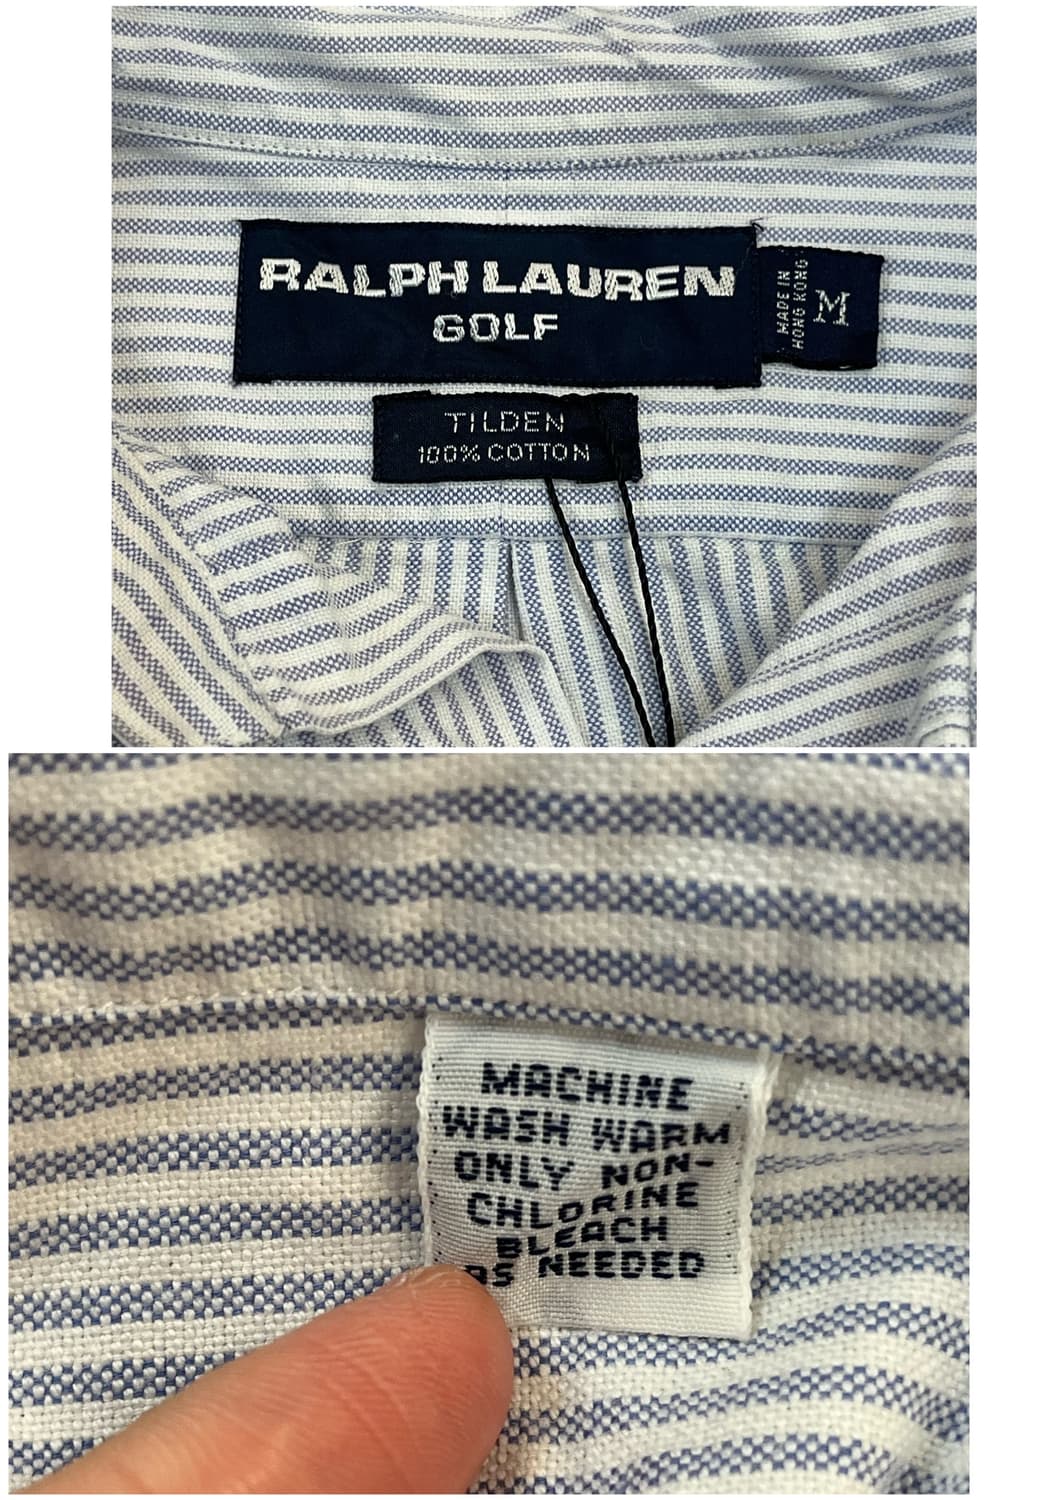 RALPH LAUREN
GOLF
MADE IN
HONG KONG
M
TILDEN
100% COTTON
MACHINE
WASH WARM
ONLY NON-
CHLORINE
BLEACH
AS NEEDED